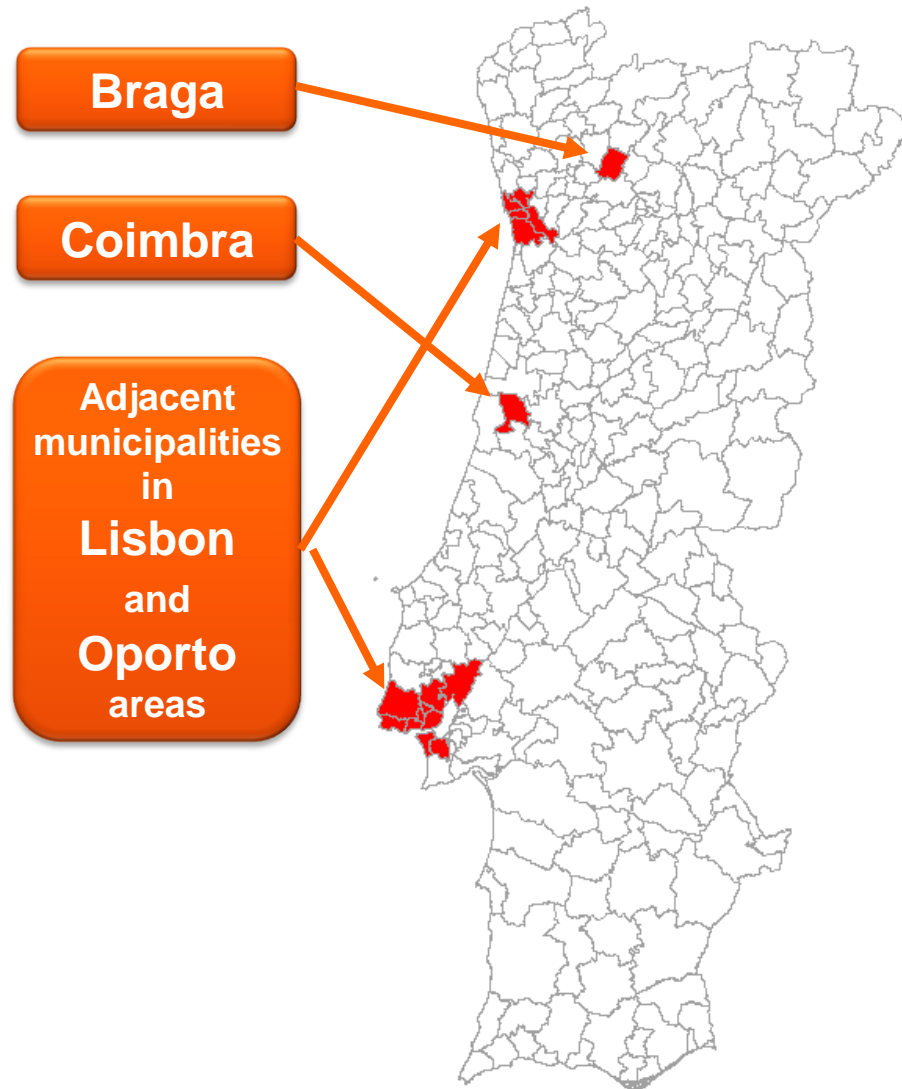 Braga
Coimbra
Adjacent
municipalities
in
Lisbon
and
Oporto
areas